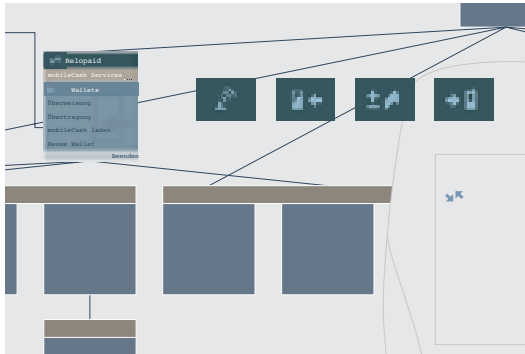 Relopaid
mobileCash Services...
Wallets
Überweisung
Übertragung
mobileCash laden
Neues Wallet
Beenden